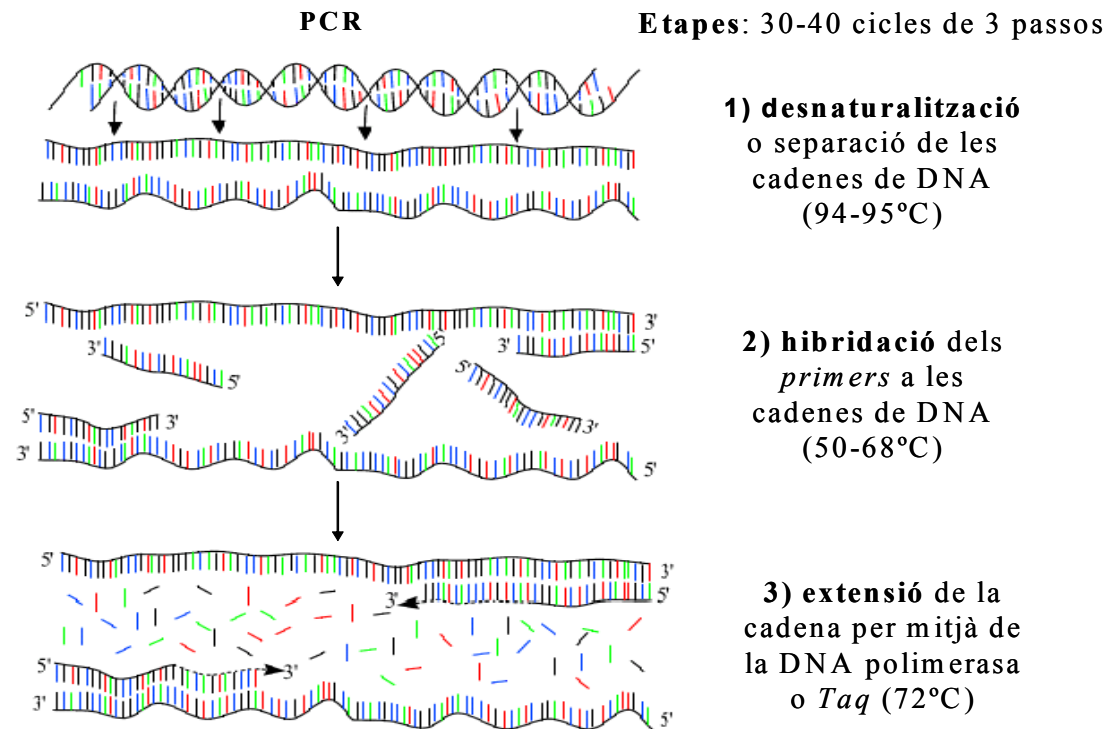 PCR
Etapes: 30-40 cicles de 3 passos
1) desnaturalització
o separació de les
cadenes de DNA
(94-95ºC)
5'
3'
3'
5'
5'
3'
5'
5'
3'
3'
5'
3'
3'
5'
2) hibridació dels
primers a les
cadenes de DNA
(50-68ºC)
5'
3'
3'
5'
5'
3'
3'
5'
3) extensió de la
cadena per mitjà de
la DNA polimerasa
o Taq (72ºC)